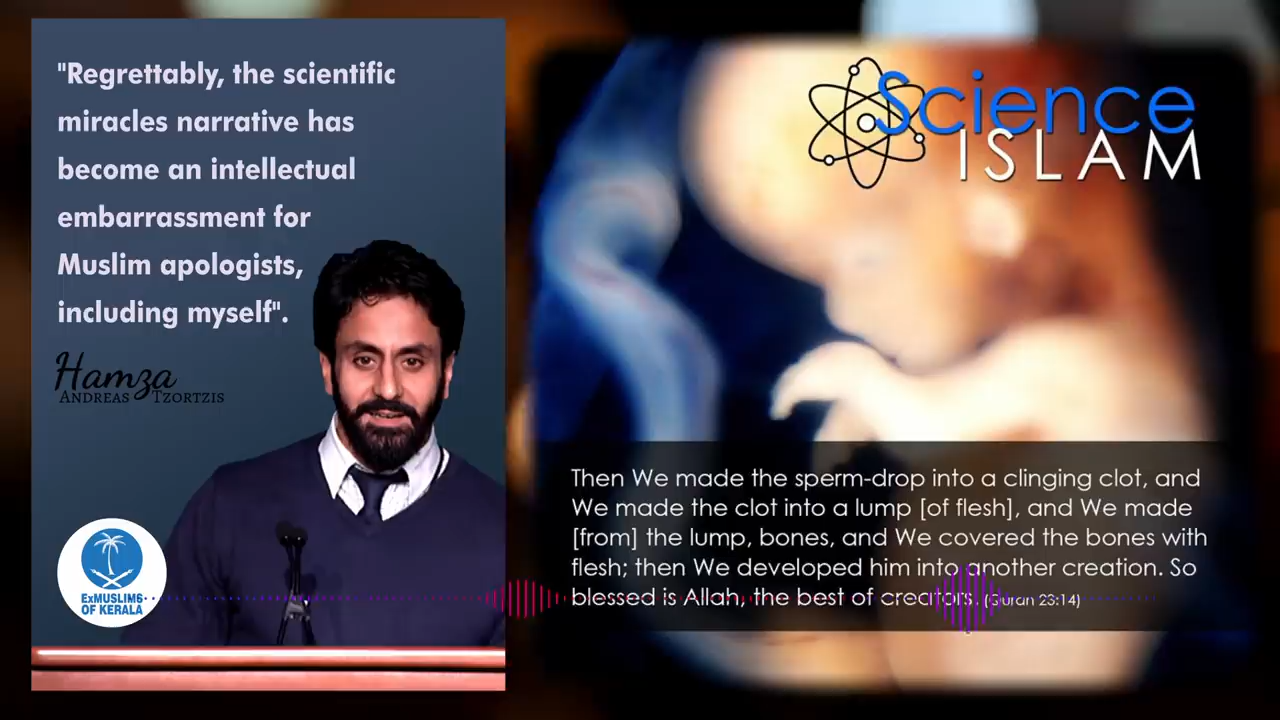 "Regrettably, the scientific
miracles narrative has
become an intellectual
embarrassment for
Muslim apologists,
including myself".
Hamza
ANDREAS TZORTZIS
ExMUSLIMS
OF KERALA
Science
ISLAM
Then We made the sperm-drop into a clinging clot, and
We made the clot into a lump [of flesh], and We made
[from] the lump, bones, and We covered the bones with
flesh; then We developed him into another creation. So
blessed is Allah, the best of creators. (Quran 23:14)